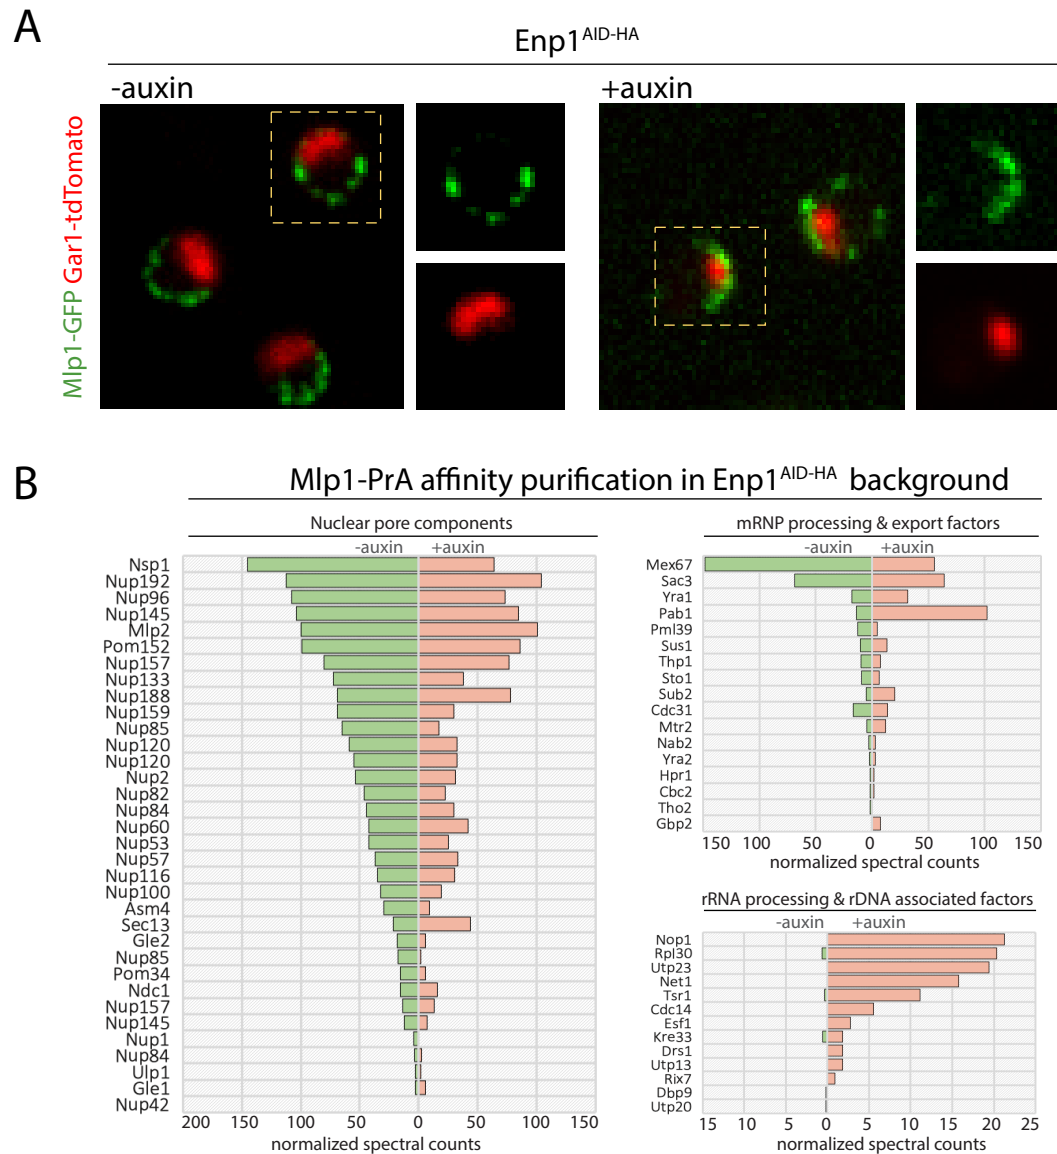 A
Enp1AID-HA
-auxin
+auxin
Mlp1-GFP Gar1-tdTomato
B
Mlp1-PrA affinity purification in Enp1AID-HA background
Nuclear pore components
-auxin +auxin
Nsp1
Nup192
Nup96
Nup145
Mlp2
Pom152
Nup157
Nup133
Nup188
Nup159
Nup85
Nup120
Nup120
Nup2
Nup82
Nup84
Nup60
Nup53
Nup57
Nup116
Nup100
Asm4
Sec13
Gle2
Nup85
Pom34
Ndc1
Nup157
Nup145
Nup1
Nup84
Ulp1
Gle1
Nup42
200 150 100 50 0 50 100 150
normalized spectral counts
mRNP processing & export factors
-auxin +auxin
Mex67
Sac3
Yra1
Pab1
Pml39
Sus1
Thp1
Sto1
Sub2
Cdc31
Mtr2
Nab2
Yra2
Hpr1
Cbc2
Tho2
Gbp2
150 100 50 0 50 100 150
normalized spectral counts
rRNA processing & rDNA associated factors
-auxin +auxin
Nop1
Rpl30
Utp23
Net1
Tsr1
Cdc14
Esf1
Kre33
Drs1
Utp13
Rix7
Dbp9
Utp20
15 10 5 0 5 10 15 20 25
normalized spectral counts